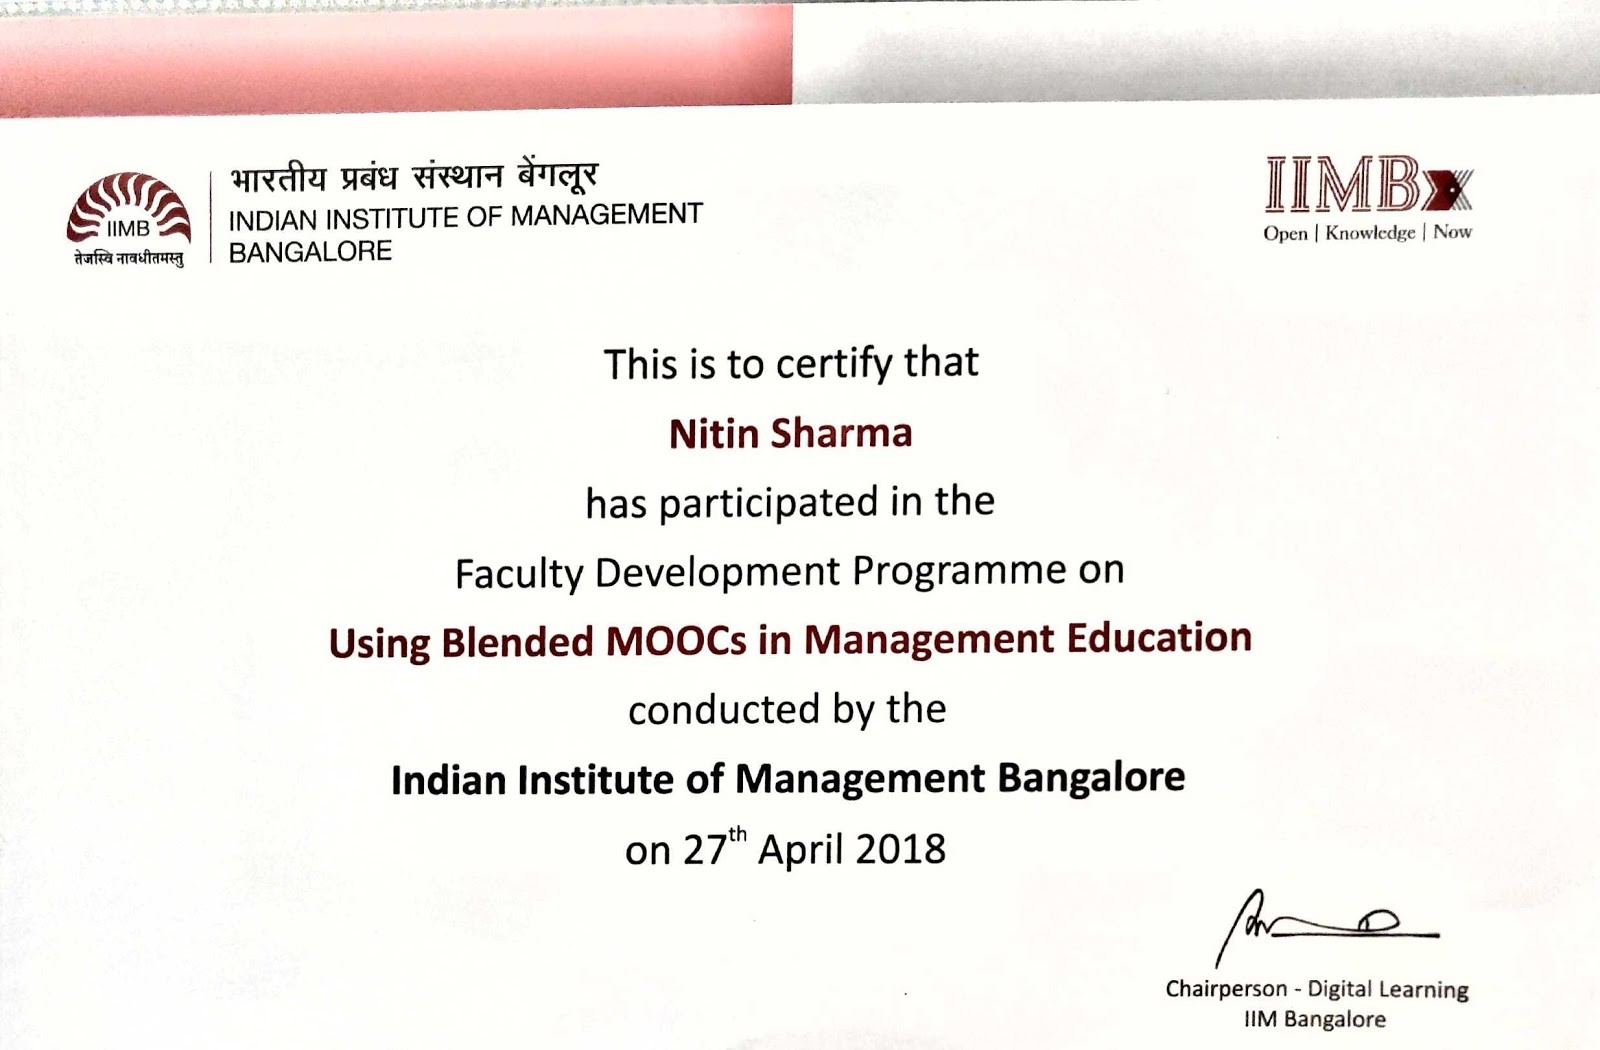 भारतीय प्रबंध संस्थान बेंगलूर
INDIAN INSTITUTE OF MANAGEMENT
BANGALORE
IIMB
तेजस्वि नावधीतमस्तु
IIMBx
Open | Knowledge | Now
This is to certify that
Nitin Sharma
has participated in the
Faculty Development Programme on
Using Blended MOOCs in Management Education
conducted by the
Indian Institute of Management Bangalore
on 27th April 2018
Chairperson - Digital Learning
IIM Bangalore